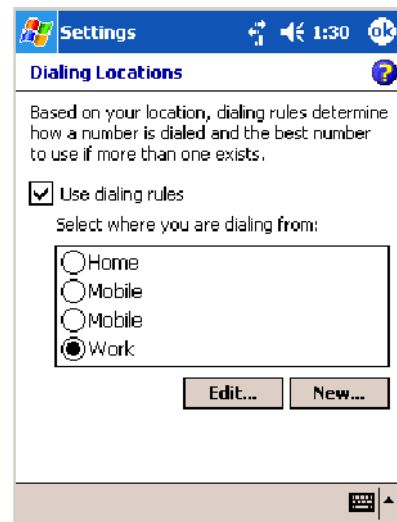 Settings 1:30 ok
Dialing Locations ?
Based on your location, dialing rules determine
how a number is dialed and the best number
to use if more than one exists.
Use dialing rules
Select where you are dialing from:
Home
Mobile
Mobile
Work
Edit... New...